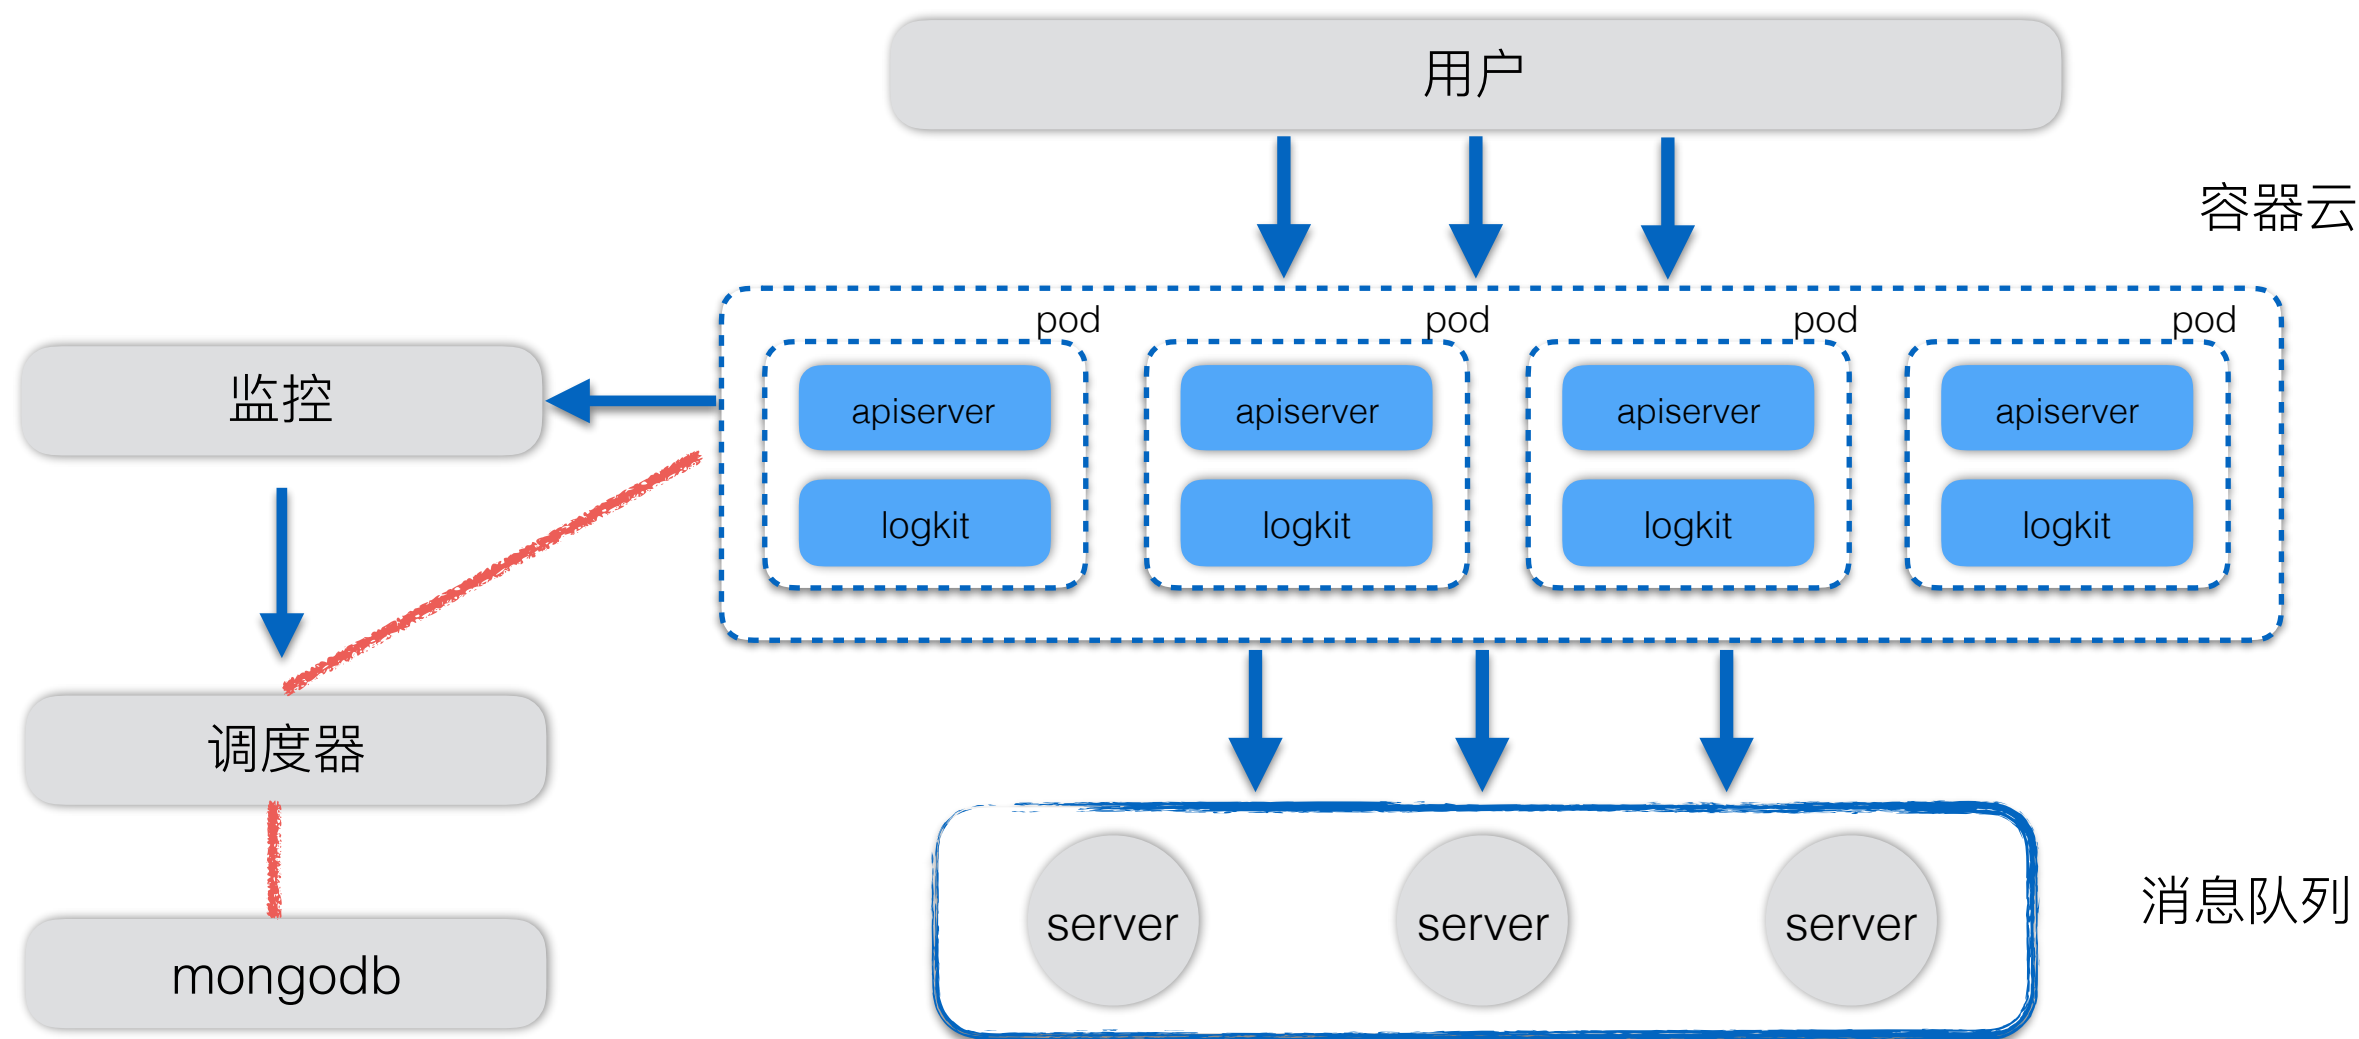 用户
容器云
pod pod pod pod
监控
apiserver apiserver apiserver apiserver
logkit logkit logkit logkit
调度器
消息队列
server server server
mongodb